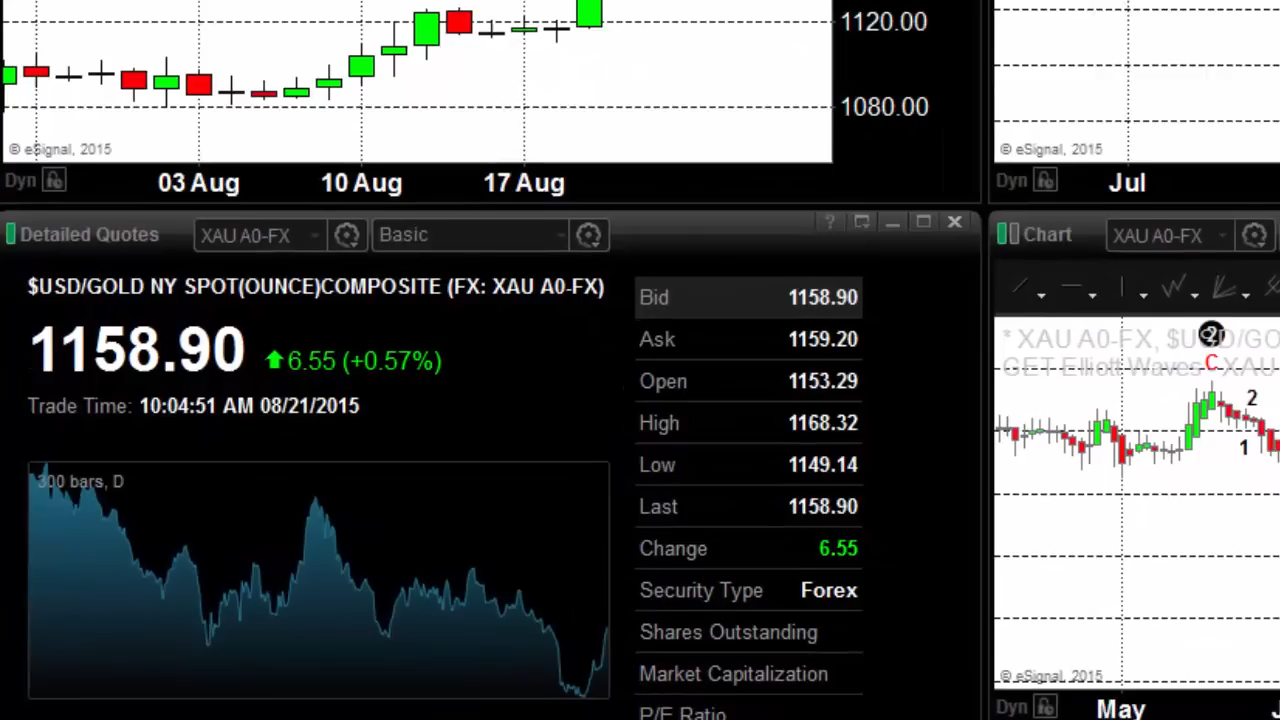 1120.00
1080.00
© eSignal, 2015
Dyn
03 Aug
10 Aug
17 Aug
© eSignal, 2015
Dyn
Jul
Detailed Quotes
XAU A0-FX
Basic
?
$USD/GOLD NY SPOT(OUNCE)COMPOSITE (FX: XAU A0-FX)
1158.90
6.55 (+0.57%)
Trade Time: 10:04:51 AM 08/21/2015
300 bars, D
Bid 1158.90
Ask 1159.20
Open 1153.29
High 1168.32
Low 1149.14
Last 1158.90
Change 6.55
Security Type Forex
Shares Outstanding
Market Capitalization
P/E Ratio
Chart
XAU A0-FX
* XAU A0-FX, $USD/GO
GET Elliott Waves XAU
2
C
2
1
© eSignal, 2015
Dyn
May